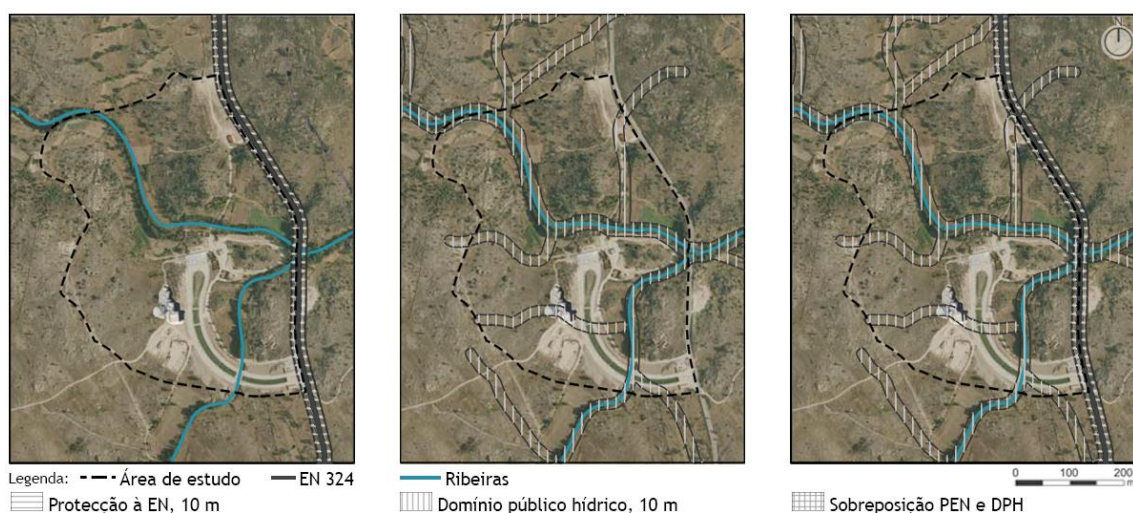 N
Legenda: Área de estudo EN 324 Ribeiras 0 100 200 m
Protecção à EN, 10 m Domínio público hídrico, 10 m Sobreposição PEN e DPH